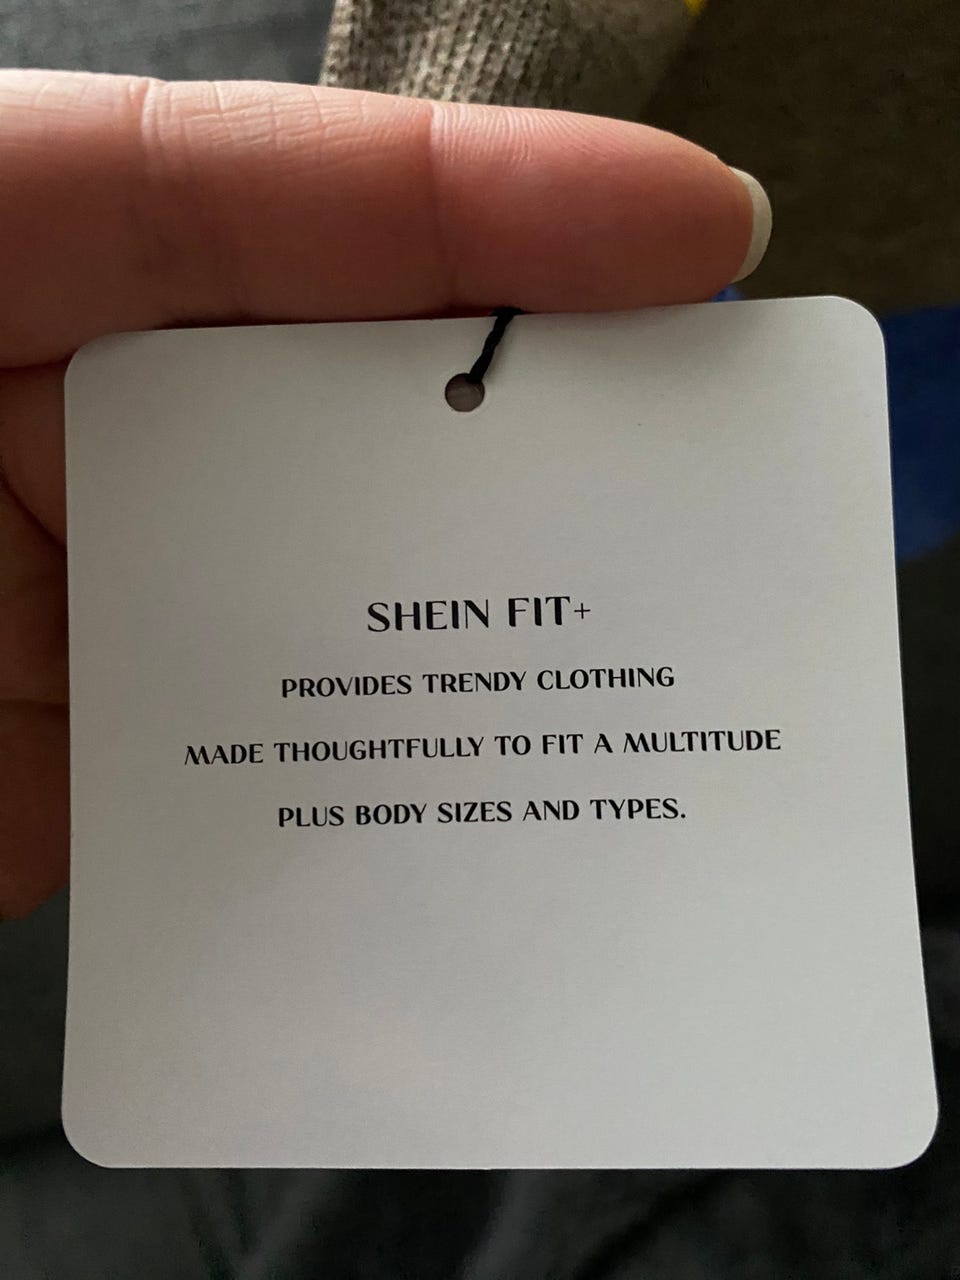 SHEIN FIT+
PROVIDES TRENDY CLOTHING
MADE THOUGHTFULLY TO FIT A MULTITUDE
PLUS BODY SIZES AND TYPES.